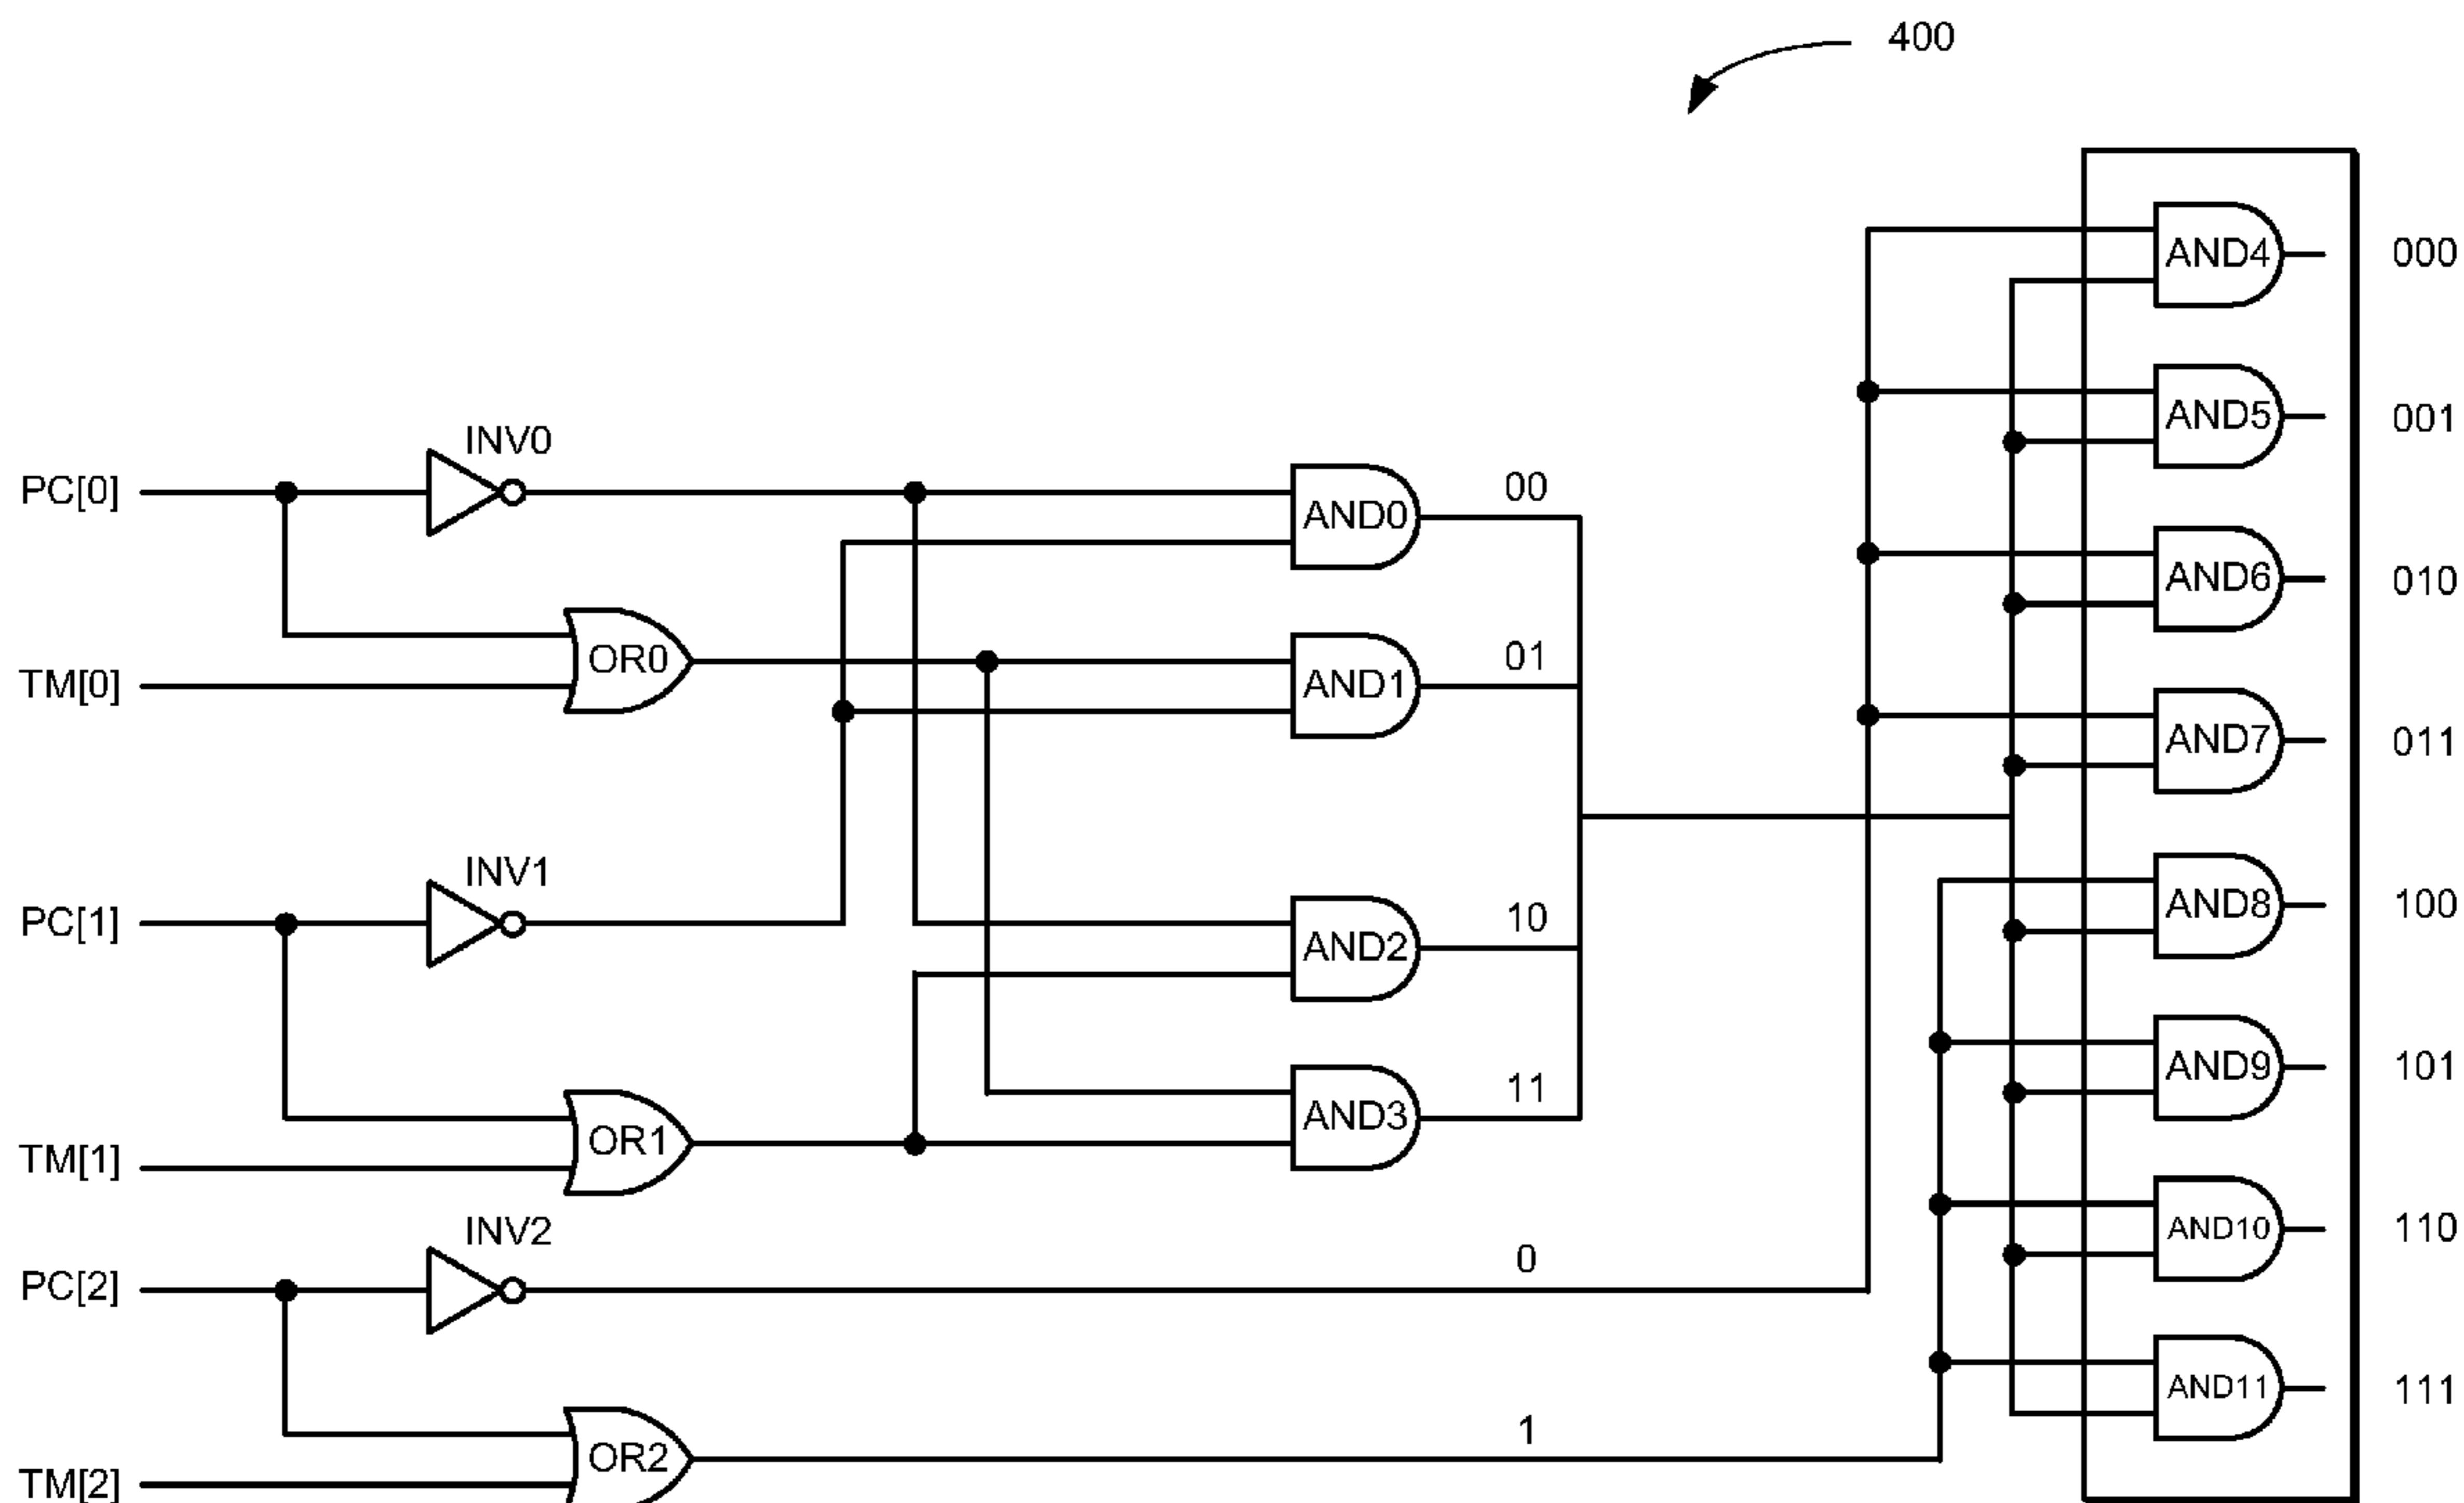 400
AND4 000
AND5 001
INV0
PC[0]
00
AND0
AND6 010
01
TM[0]
OR0
AND1
AND7 011
INV1
PC[1]
10
AND2
AND8 100
11
AND3
AND9 101
TM[1]
OR1
INV2
PC[2]
0
AND10 110
1
AND11 111
TM[2]
OR2